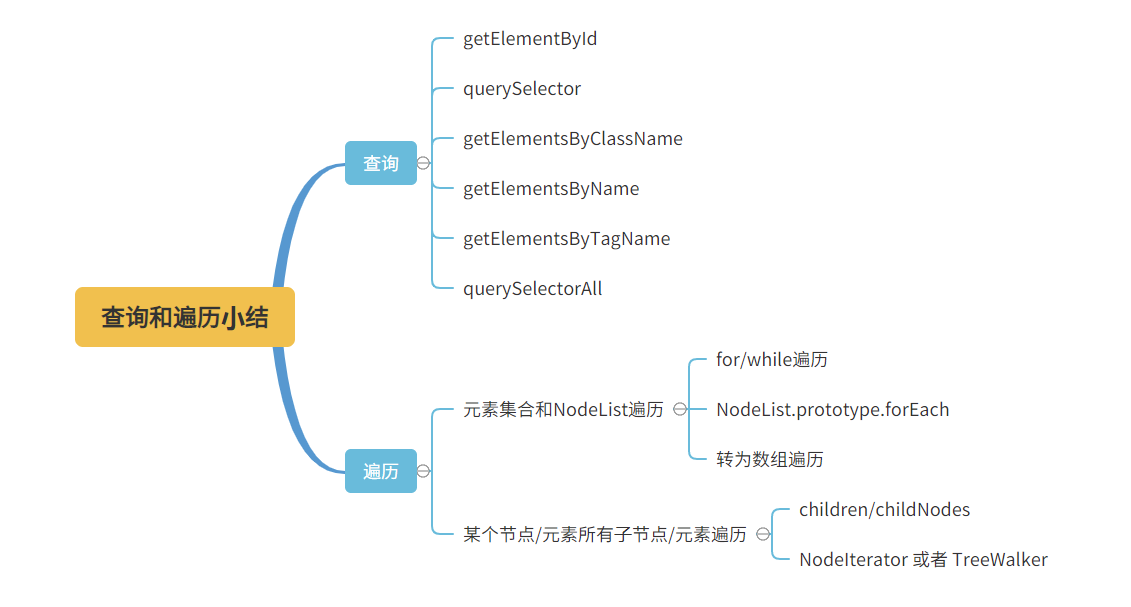 查询和遍历小结
查询
getElementById
querySelector
getElementsByClassName
getElementsByName
getElementsByTagName
querySelectorAll
遍历
元素集合和NodeList遍历
for/while遍历
NodeList.prototype.forEach
转为数组遍历
某个节点/元素所有子节点/元素遍历
children/childNodes
NodeIterator 或者 TreeWalker